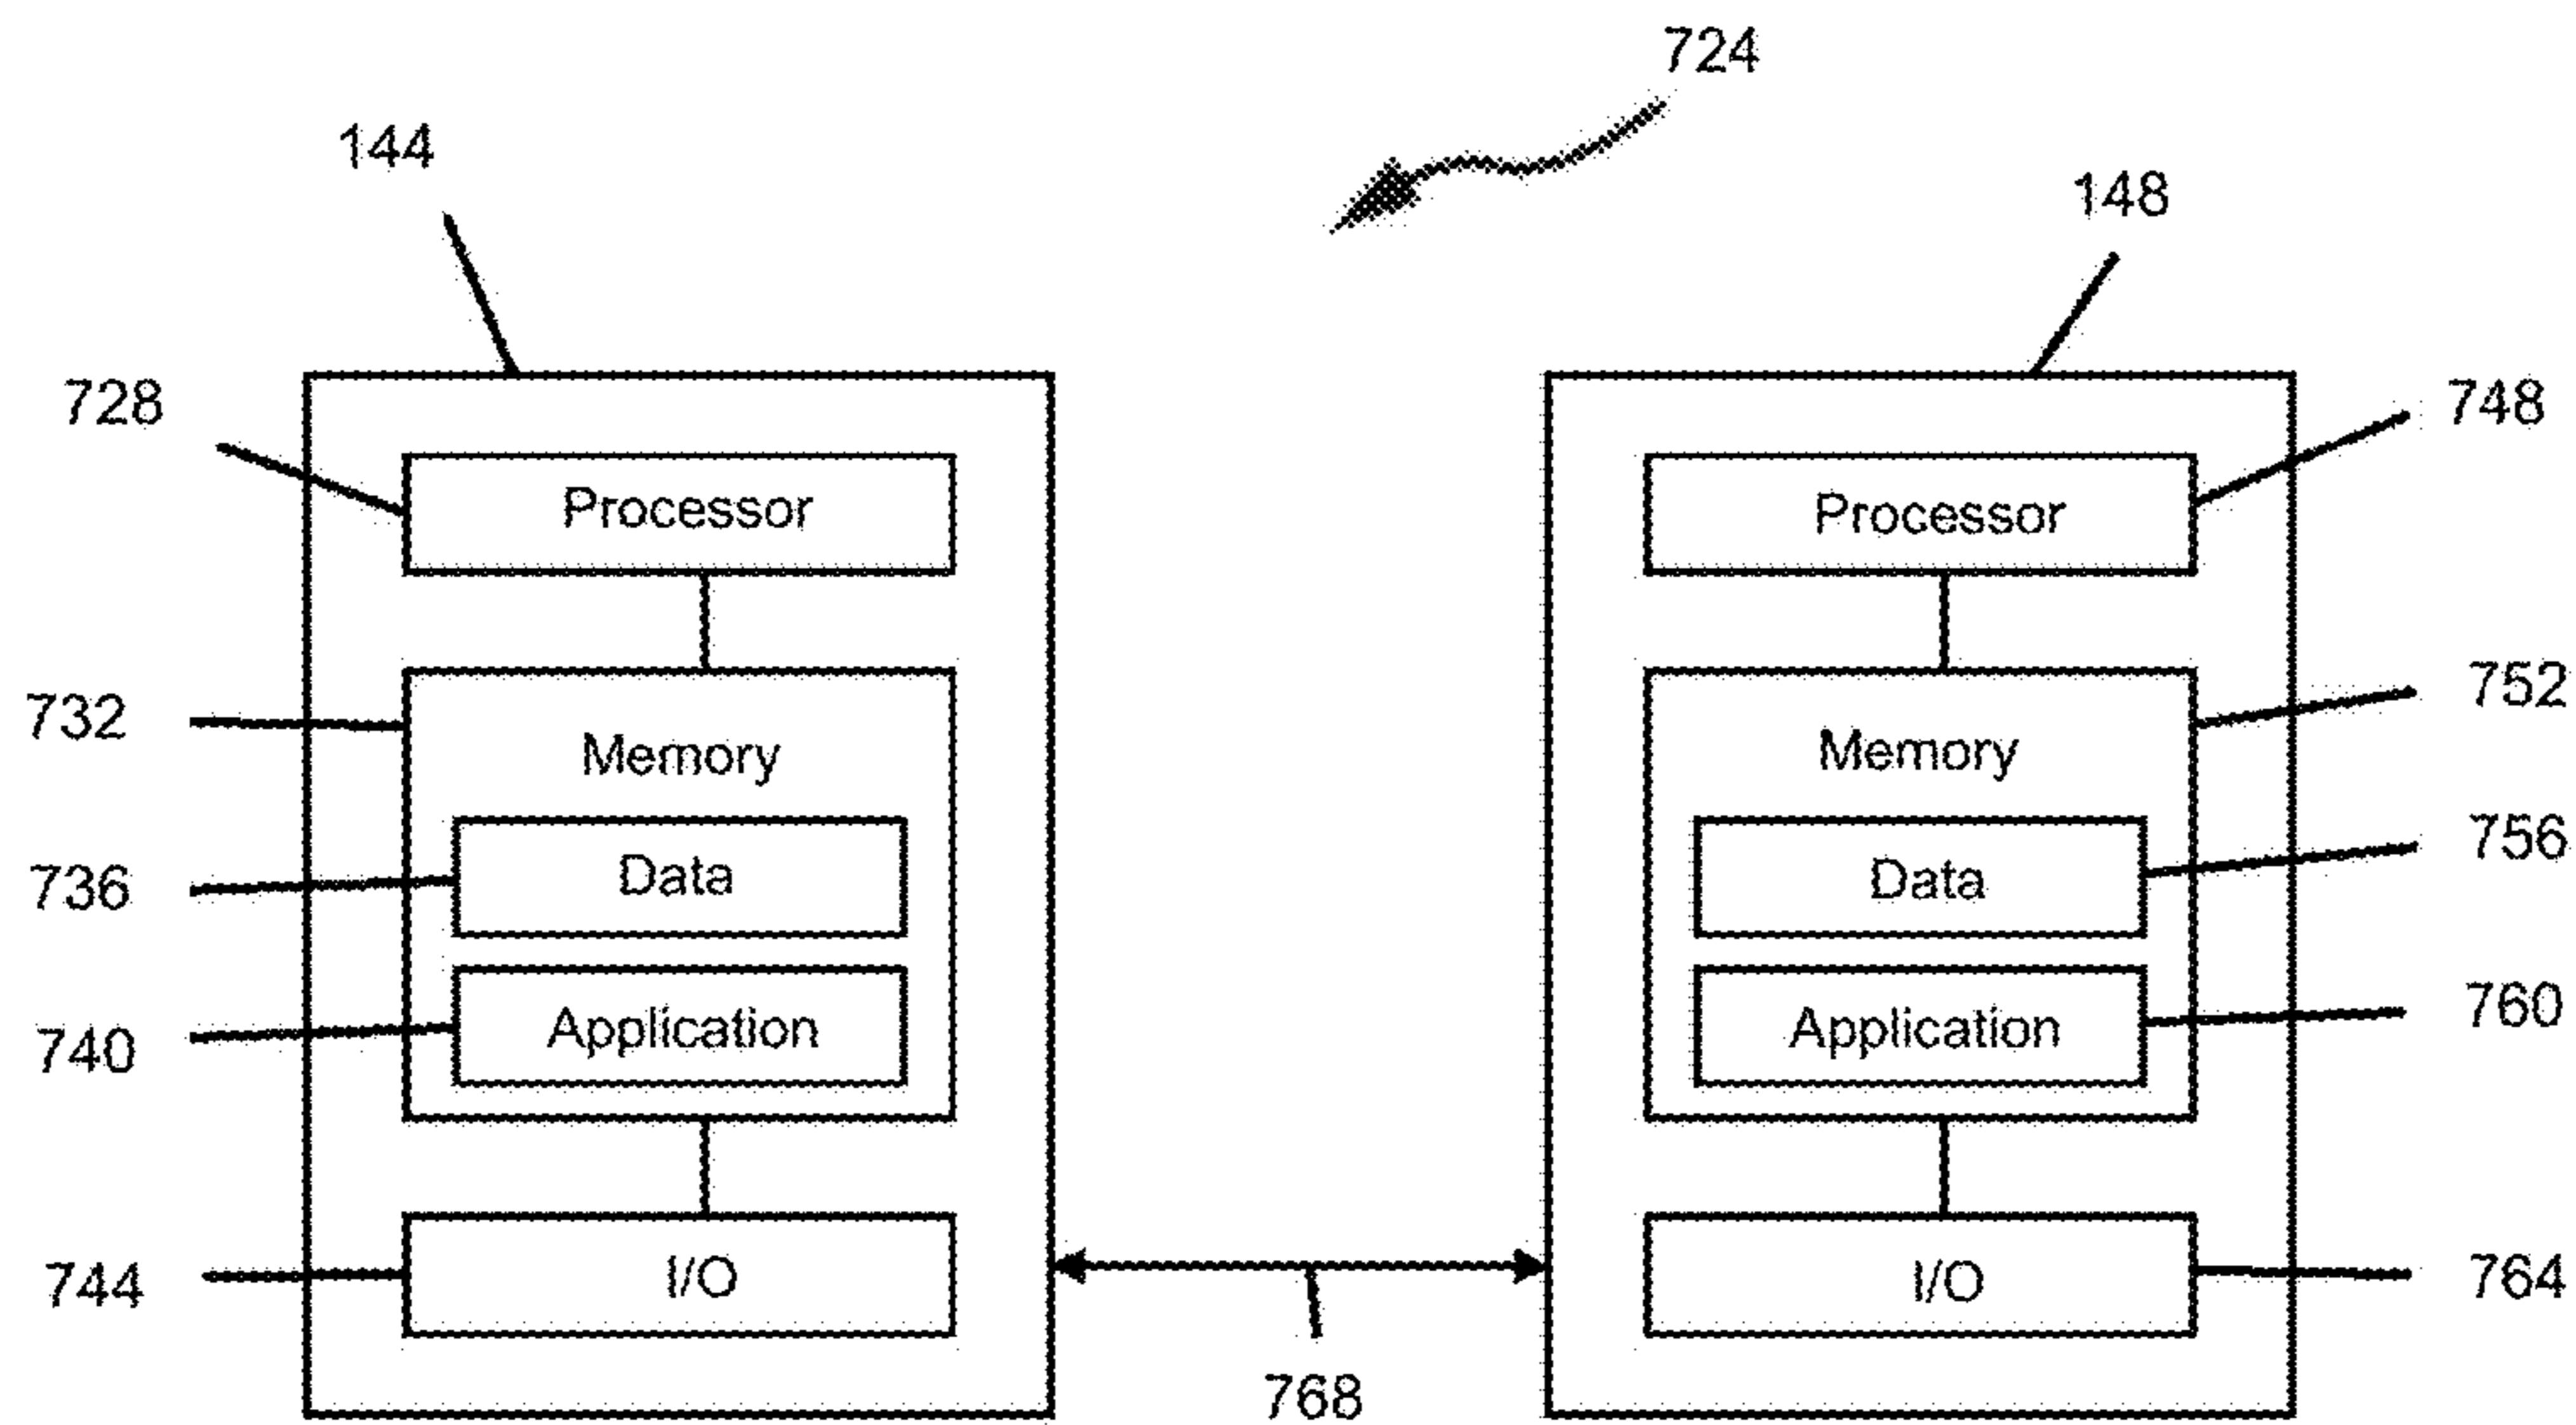 724
144
148
728
748
Processor
Processor
732
752
Memory
Memory
736
756
Data
Data
740
760
Application
Application
744
764
I/O
I/O
768